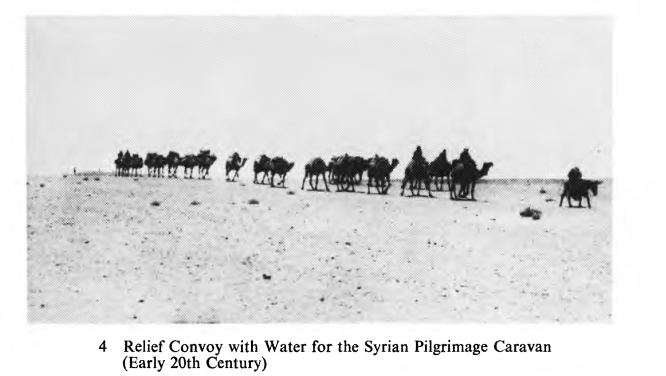 4 Relief Convoy with Water for the Syrian Pilgrimage Caravan
(Early 20th Century)